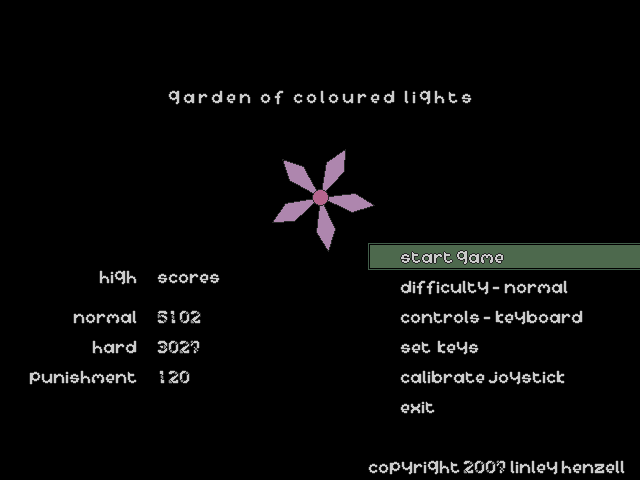 garden of coloured lights
high scores
normal 5102
hard 3027
punishment 120
start game
difficulty - normal
controls - keyboard
set keys
calibrate joystick
exit
copyright 2007 linley henzell